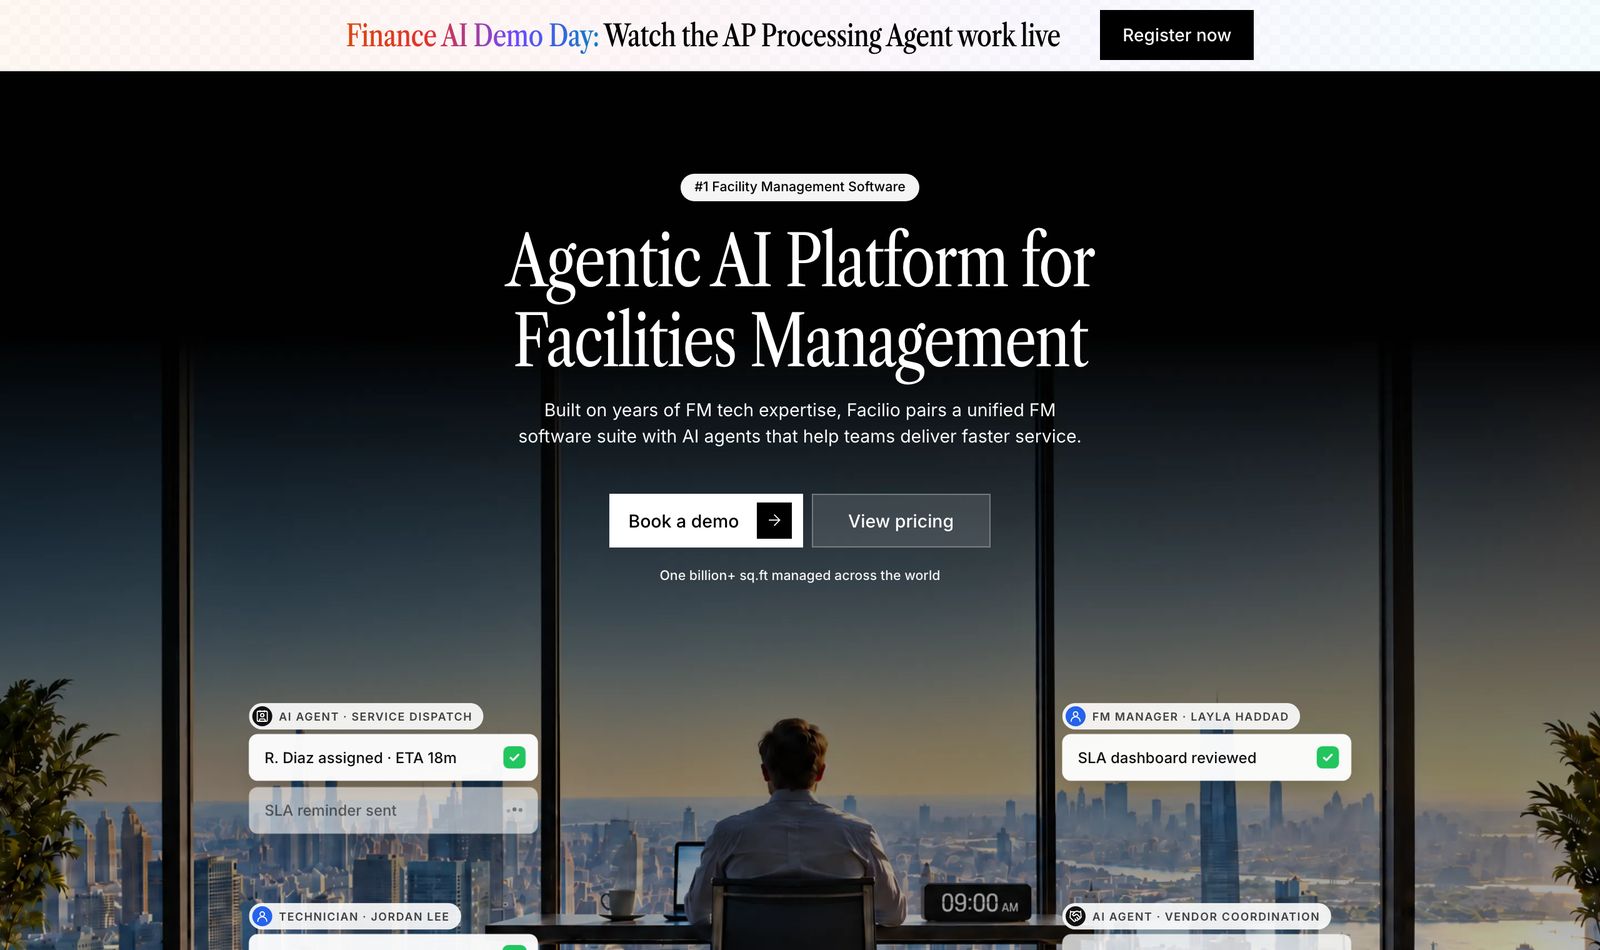 Finance AI Demo Day: Watch the AP Processing Agent work live
Register now
#1 Facility Management Software
Agentic AI Platform for
Facilities Management
Built on years of FM tech expertise, Facilio pairs a unified FM
software suite with AI agents that help teams deliver faster service.
Book a demo
View pricing
One billion+ sq.ft managed across the world
AI AGENT · SERVICE DISPATCH
R. Diaz assigned · ETA 18m
SLA reminder sent
FM MANAGER · LAYLA HADDAD
SLA dashboard reviewed
09:00 AM
TECHNICIAN · JORDAN LEE
AI AGENT · VENDOR COORDINATION